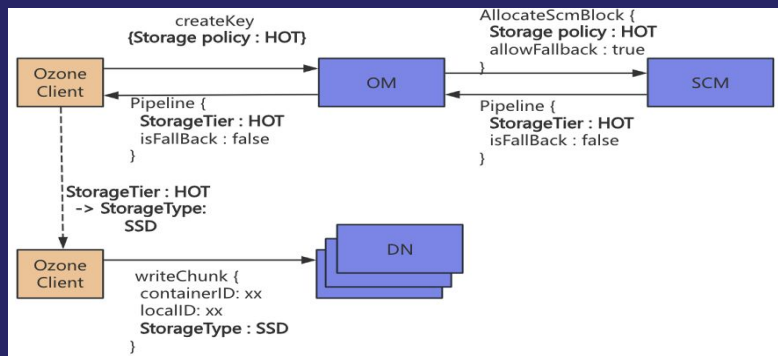 createKey
{Storage policy : HOT}
AllocateScmBlock {
Storage policy : HOT
allowFallback : true
}
Ozone
Client
OM
SCM
Pipeline {
StorageTier : HOT
isFallBack : false
}
Pipeline {
StorageTier : HOT
isFallBack : false
}
StorageTier : HOT
-> StorageType:
SSD
Ozone
Client
DN
writeChunk {
containerID: xx
localID: xx
StorageType : SSD
}